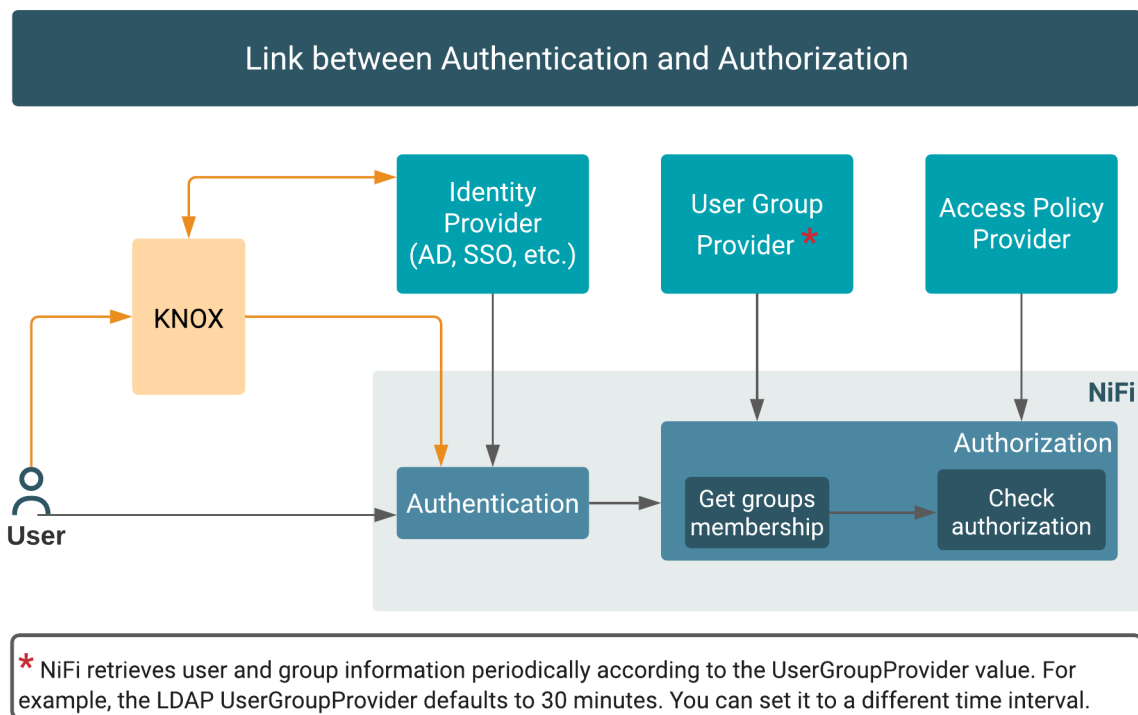 Link between Authentication and Authorization
Identity
Provider
(AD, SSO, etc.)
User Group
Provider *
Access Policy
Provider
KNOX
NiFi
Authorization
Authentication
Get groups
membership
Check
authorization
User
* NiFi retrieves user and group information periodically according to the UserGroupProvider value. For
example, the LDAP UserGroupProvider defaults to 30 minutes. You can set it to a different time interval.